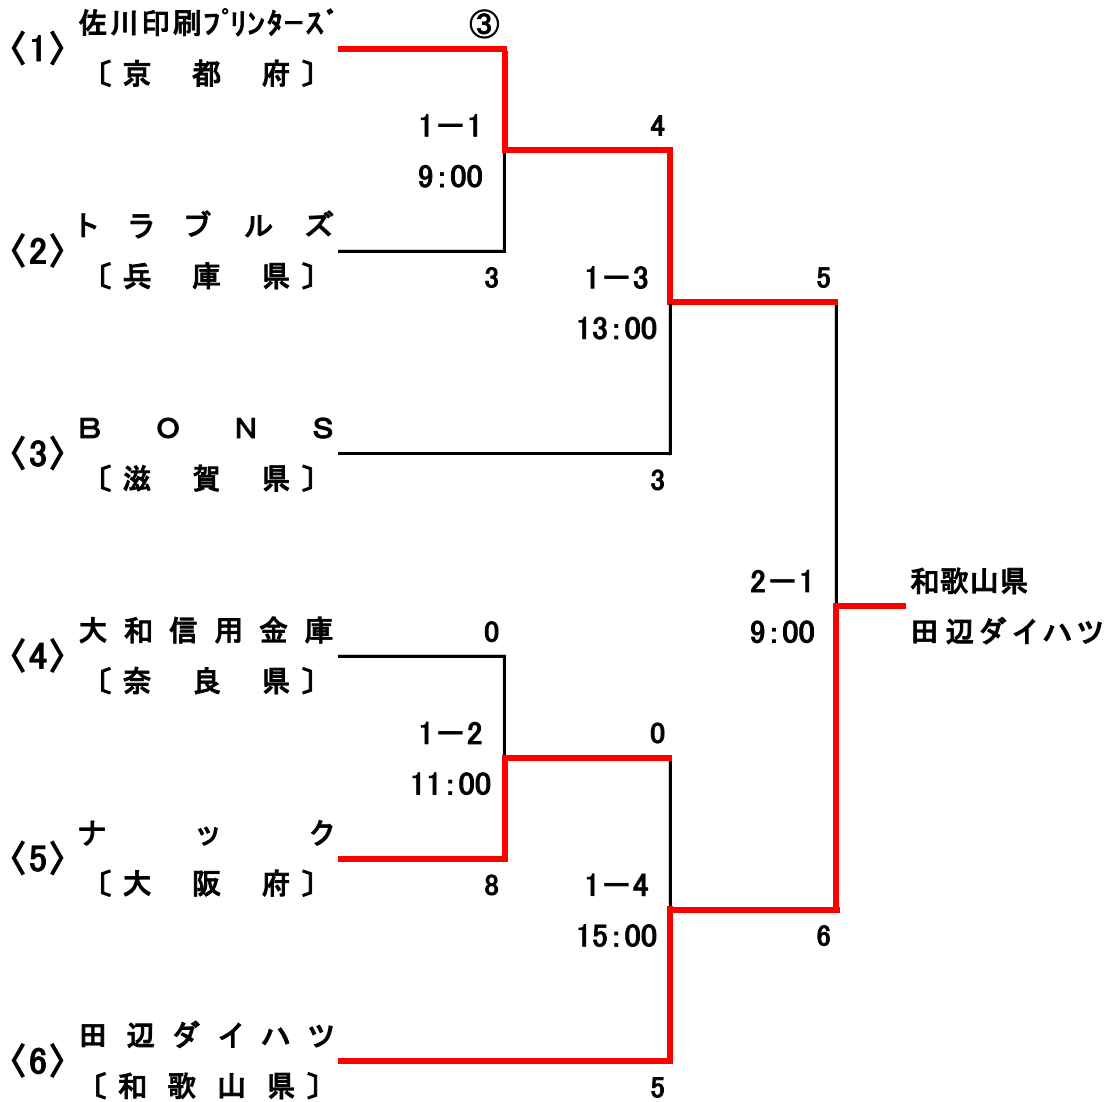 〈1〉 佐川印刷ﾌﾟﾘﾝﾀｰｽﾞ
〔京都府〕
③
1－1
9:00
4
〈2〉 トラブルズ
〔兵庫県〕
3
1－3
13:00
5
〈3〉 ＢＯＮＳ
〔滋賀県〕
3
2－1
9:00
和歌山県
田辺ダイハツ
〈4〉 大和信用金庫
〔奈良県〕
0
1－2
11:00
0
〈5〉 ナック
〔大阪府〕
8
1－4
15:00
6
〈6〉 田辺ダイハツ
〔和歌山県〕
5